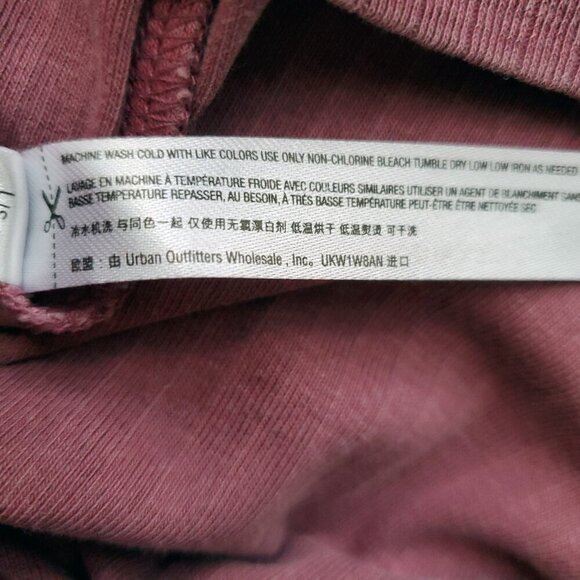 MACHINE WASH COLD WITH LIKE COLORS USE ONLY NON-CHLORINE BLEACH TUMBLE DRY LOW LOW IRON AS NEEDED
LAVAGE EN MACHINE À TEMPÉRATURE FROIDE AVEC COULEURS SIMILAIRES UTILISER UN AGENT DE BLANCHIMENT SANS
BASSE TEMPÉRATURE REPASSER, AU BESOIN, À TRÈS BASSE TEMPÉRATURE PEUT-ÊTRE ÊTRE NETTOYÉE SEC
冷水机洗 与同色一起 仅使用无氯漂白剂 低温烘干 低温熨烫 可干洗
欧盟：由 Urban Outfitters Wholesale , Inc。UKW1W8AN 进口